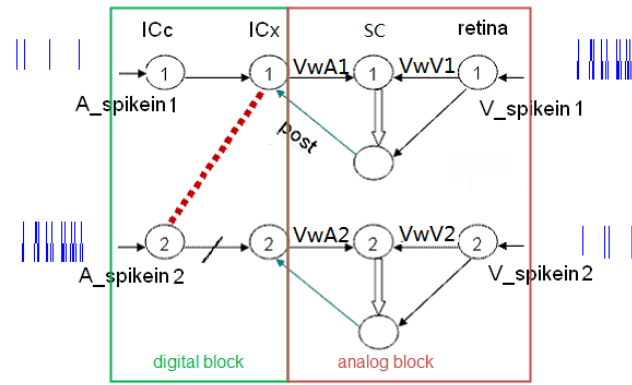 ICc ICx SC retina
1 1 VwA1 1 VwV1 1
A_spikein 1 post V_spikein 1
2 2 VwA2 2 VwV2 2
A_spikein 2 V_spikein 2
digital block analog block